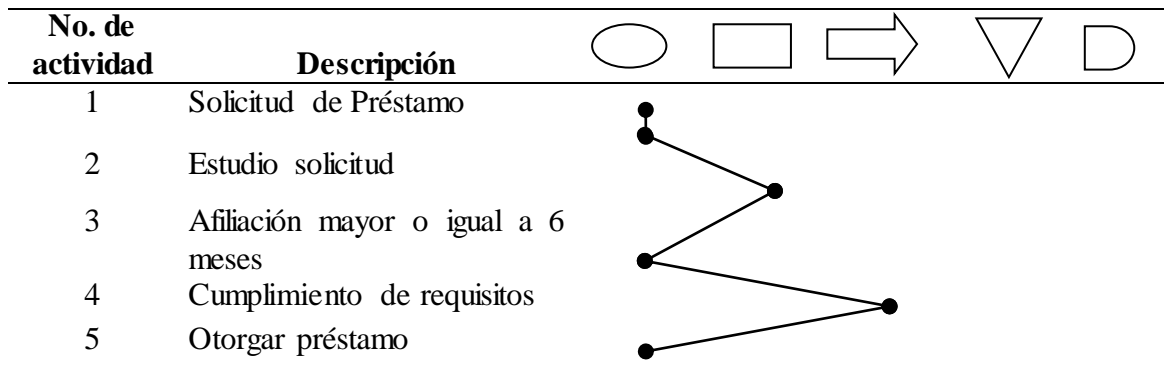 No. de
actividad Descripción
1 Solicitud de Préstamo
2 Estudio solicitud
3 Afiliación mayor o igual a 6
meses
4 Cumplimiento de requisitos
5 Otorgar préstamo